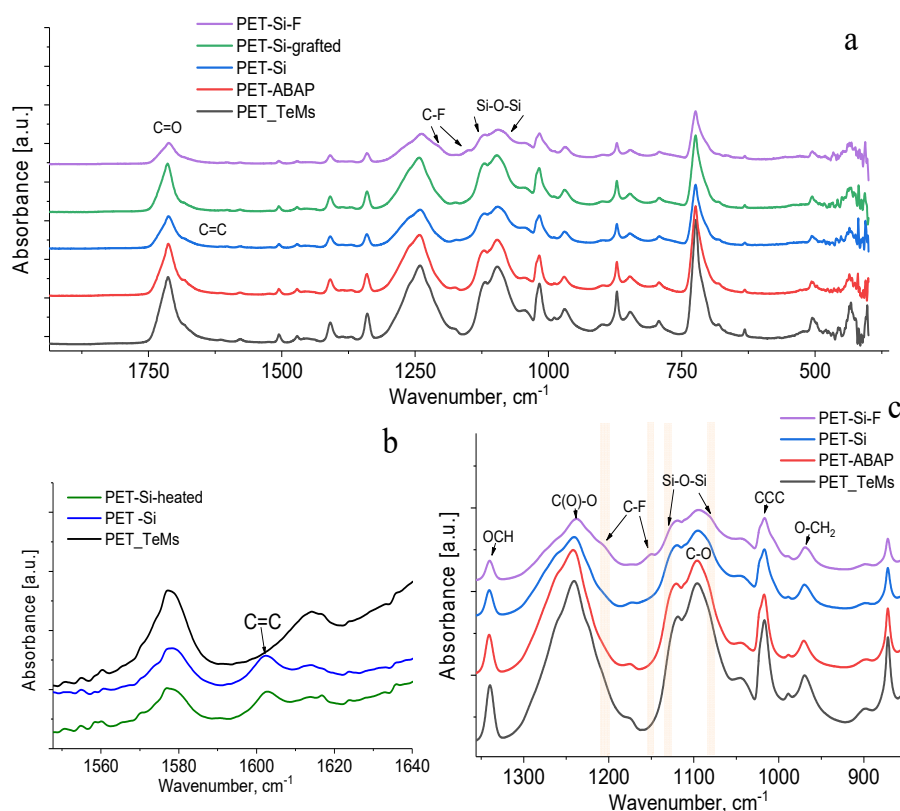 a
PET-Si-F
PET-Si-grafted
PET-Si
PET-ABAP
PET_TeMs
C=O
C=C
C-F
Si-O-Si
Absorbance [a.u.]
1750 1500 1250 1000 750 500
Wavenumber, cm-1
b
PET-Si-heated
PET -Si
PET_TeMs
C=C
Absorbance [a.u.]
1560 1580 1600 1620 1640
Wavenumber, cm-1
c
PET-Si-F
PET-Si
PET-ABAP
PET_TeMs
OCH
C(O)-O
C-F
Si-O-Si
C-O
CCC
O-CH2
Absorbance [a.u.]
1300 1200 1100 1000 900
Wavenumber, cm-1